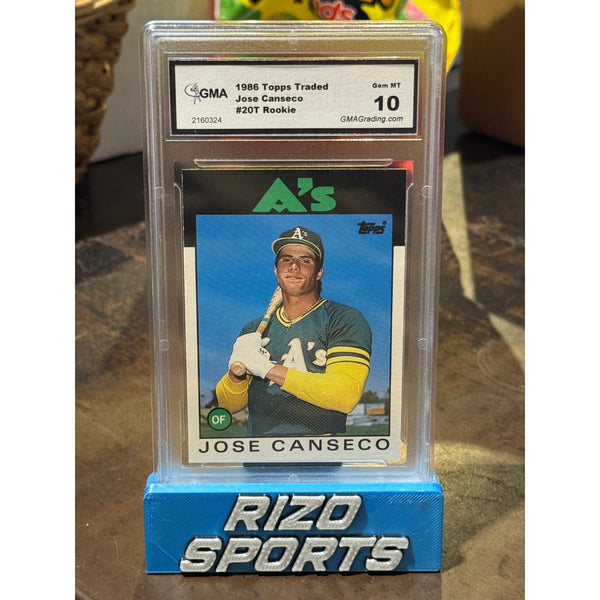 GMA
1986 Topps Traded
Jose Canseco
#20T Rookie
2160324
Gem MT
10
GMAGrading.com
A's
Topps
A's
A's
OF
JOSE CANSECO
RIZO
SPORTS